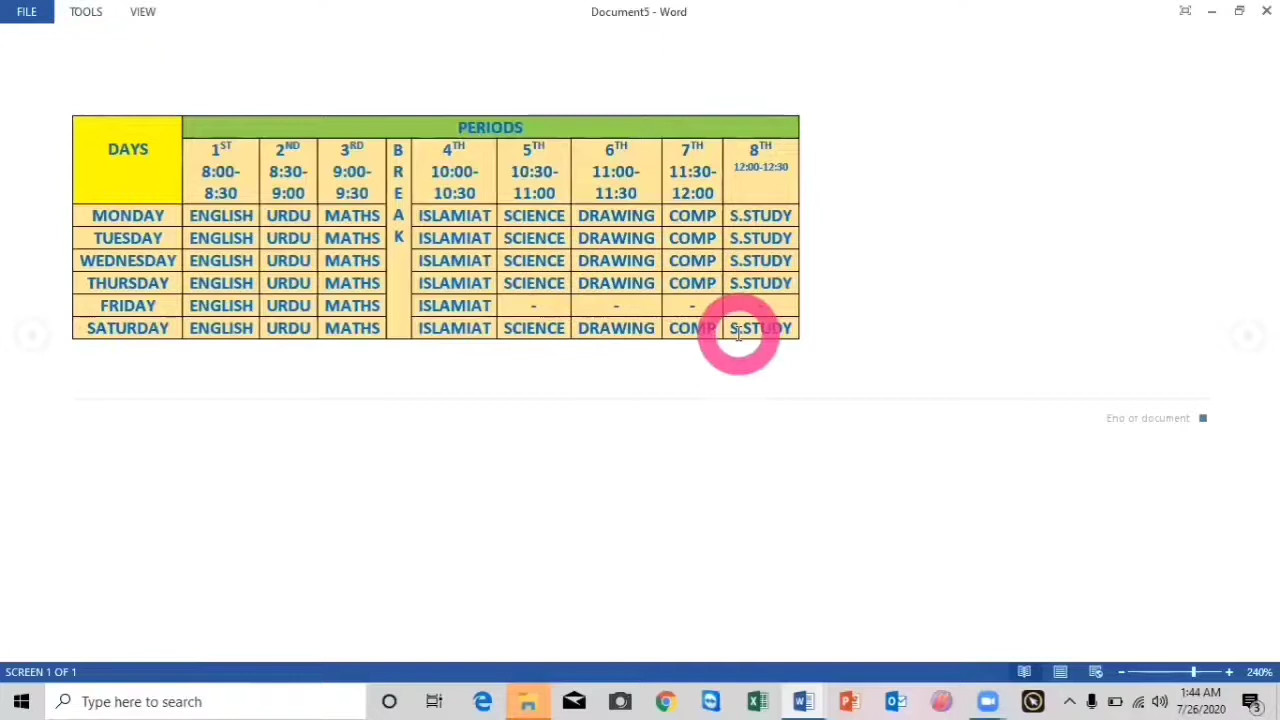 FILE TOOLS VIEW Document5 - Word
PERIODS
DAYS 1ST 2ND 3RD B 4TH 5TH 6TH 7TH 8TH
8:00- 8:30- 9:00- R 10:00- 10:30- 11:00- 11:30- 12:00-12:30
8:30 9:00 9:30 E 10:30 11:00 11:30 12:00
MONDAY ENGLISH URDU MATHS A ISLAMIAT SCIENCE DRAWING COMP S.STUDY
TUESDAY ENGLISH URDU MATHS K ISLAMIAT SCIENCE DRAWING COMP S.STUDY
WEDNESDAY ENGLISH URDU MATHS ISLAMIAT SCIENCE DRAWING COMP S.STUDY
THURSDAY ENGLISH URDU MATHS ISLAMIAT SCIENCE DRAWING COMP S.STUDY
FRIDAY ENGLISH URDU MATHS ISLAMIAT - - - -
SATURDAY ENGLISH URDU MATHS ISLAMIAT SCIENCE DRAWING COMP S.STUDY
End of document
SCREEN 1 OF 1 240%
Type here to search 1:44 AM
7/26/2020 3